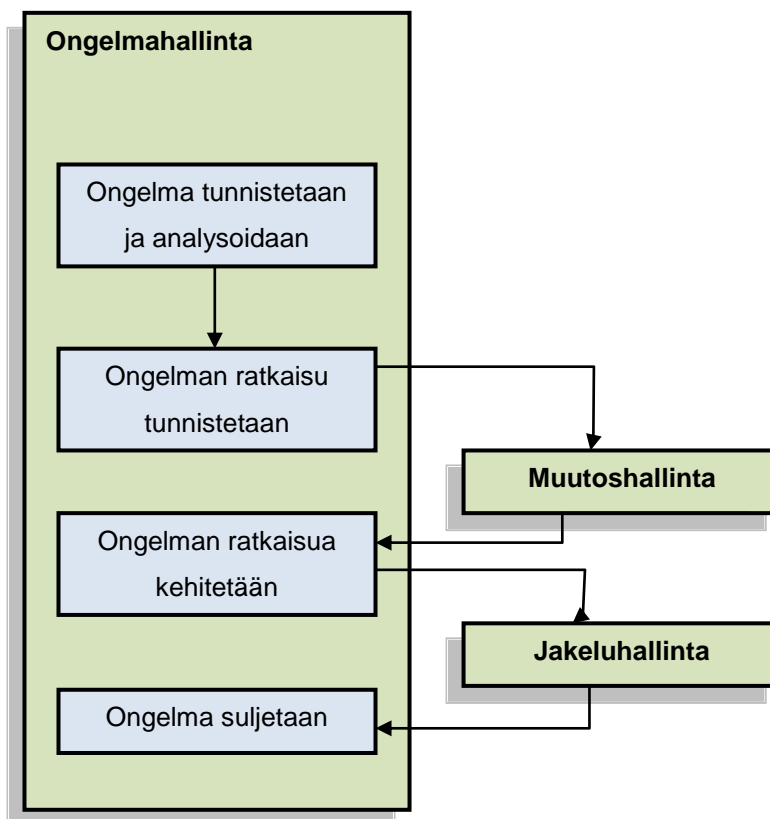 Ongelmahallinta
Ongelma tunnistetaan
ja analysoidaan
Ongelman ratkaisu
tunnistetaan
Muutoshallinta
Ongelman ratkaisua
kehitetään
Jakeluhallinta
Ongelma suljetaan